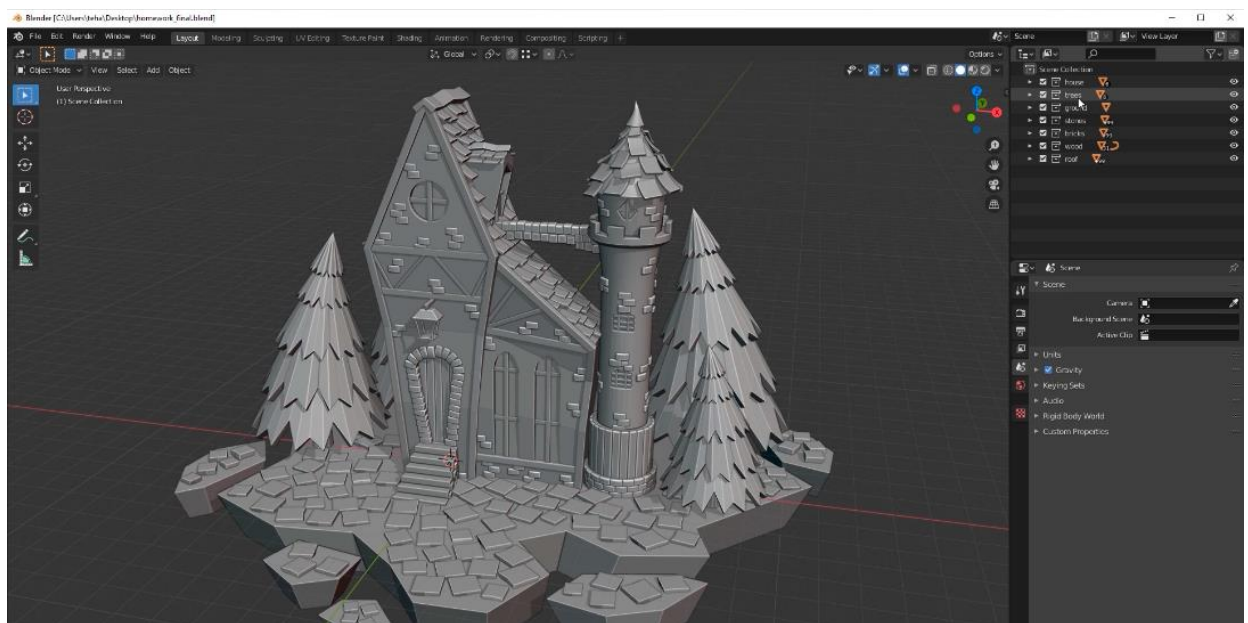 Blender [C:\Users\teha\Desktop\homework_final.blend]
File Edit Render Window Help Layout Modeling Sculpting UV Editing Texture Paint Shading Animation Rendering Compositing Scripting + Scene View Layer
Global Options
Object Mode View Select Add Object
User Perspective
(1) Scene Collection
Scene Collection
house
trees
ground
stones
bricks
wood
roof
Scene
Scene
Camera
Background Scene
Active Clip
Units
Gravity
Keying Sets
Audio
Rigid Body World
Custom Properties
X
Z